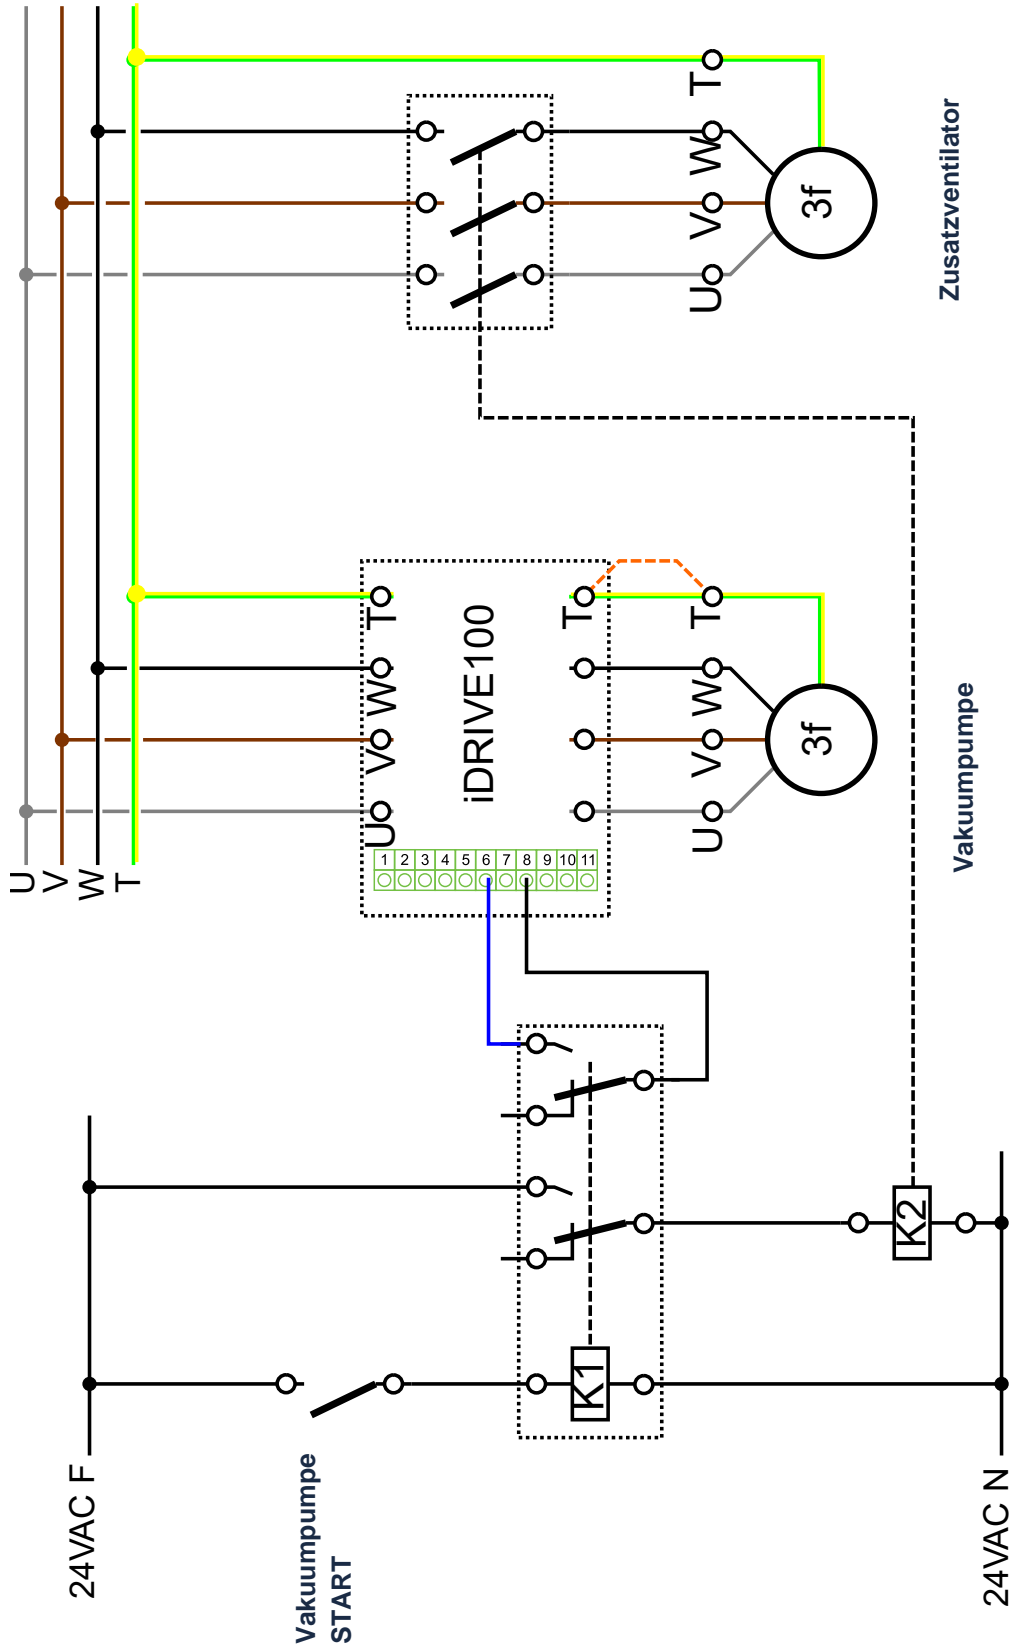 U
V
W
T
24VAC F
Vakuumpumpe
START
K1
K2
24VAC N
1 2 3 4 5 6 7 8 9 10 11
U V W T
iDRIVE100
T
U V W T
3f
Vakuumpumpe
U V W T
3f
Zusatzventilator